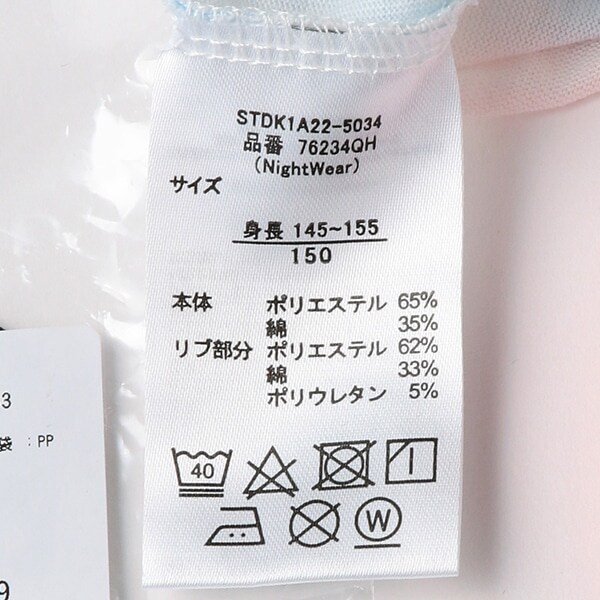 STDK1A22-5034
品番 76234QH
(NightWear)
サイズ
身長 145~155
150
本体 ポリエステル 65%
綿 35%
リブ部分 ポリエステル 62%
綿 33%
ポリウレタン 5%
40
W
3
袋 :PP
9